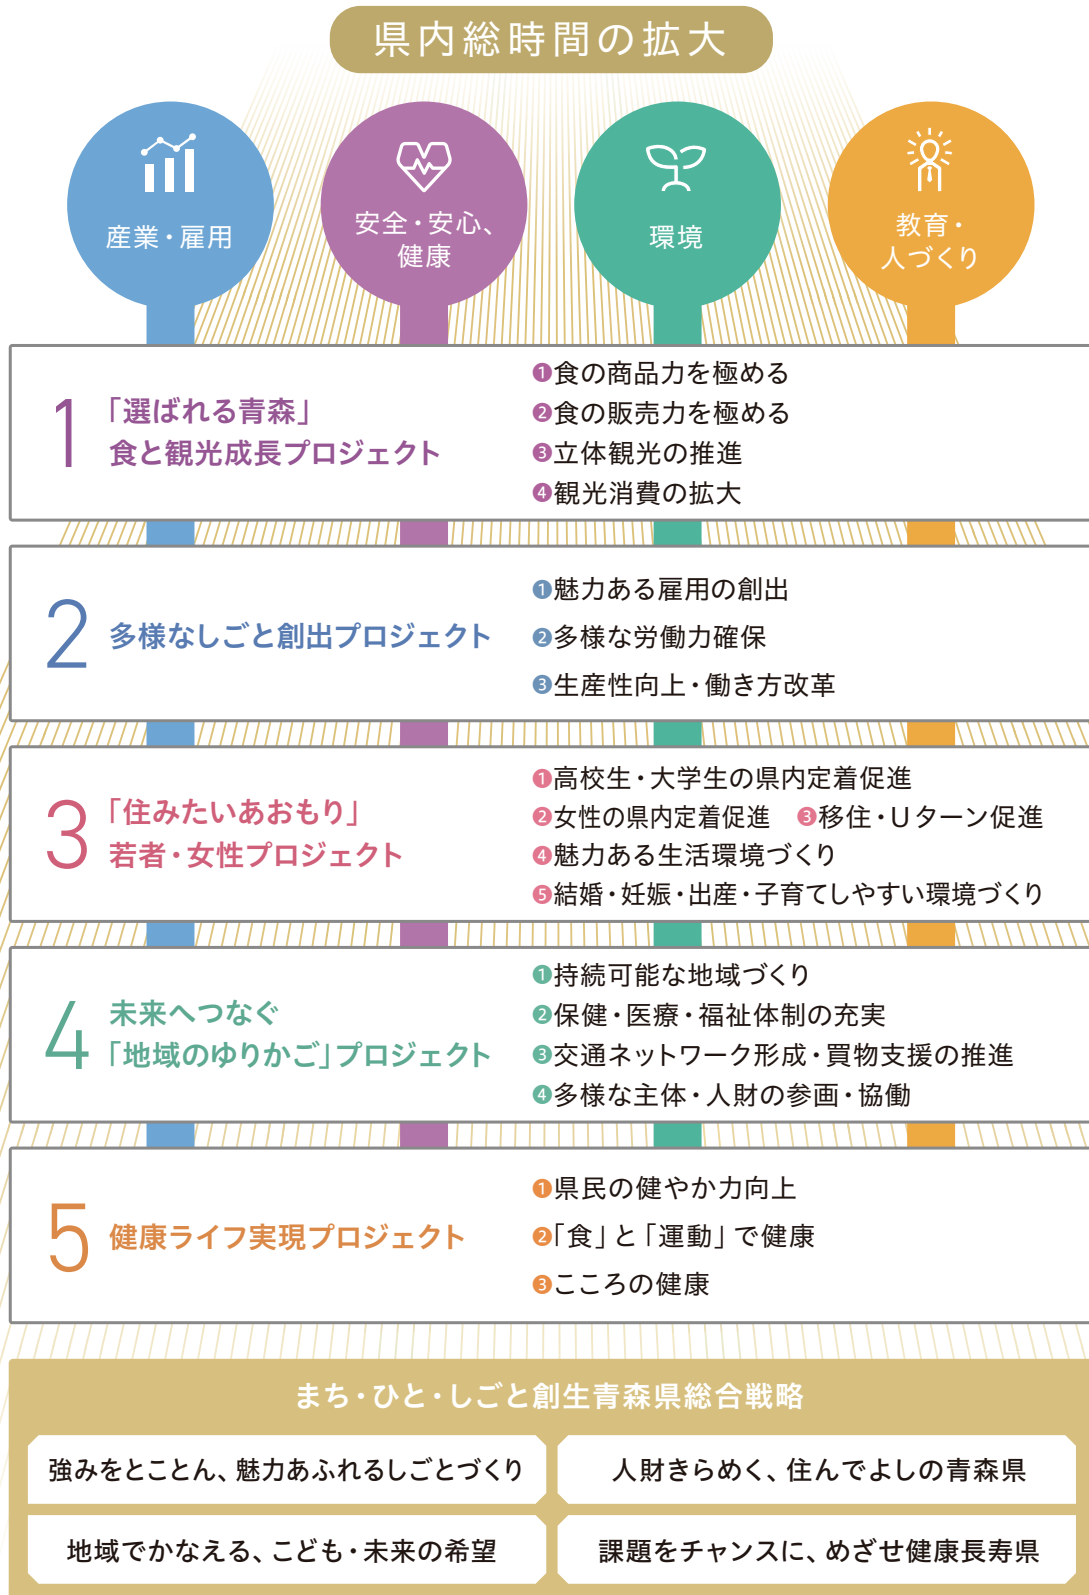 県内総時間の拡大
産業・雇用
安全・安心、
健康
環境
教育・
人づくり
1
「選ばれる青森」
食と観光成長プロジェクト
❶食の商品力を極める
❷食の販売力を極める
❸立体観光の推進
❹観光消費の拡大
2
多様なしごと創出プロジェクト
❶魅力ある雇用の創出
❷多様な労働力確保
❸生産性向上・働き方改革
3
「住みたいあおもり」
若者・女性プロジェクト
❶高校生・大学生の県内定着促進
❷女性の県内定着促進 ❸移住・Uターン促進
❹魅力ある生活環境づくり
❺結婚・妊娠・出産・子育てしやすい環境づくり
4
未来へつなぐ
「地域のゆりかご」プロジェクト
❶持続可能な地域づくり
❷保健・医療・福祉体制の充実
❸交通ネットワーク形成・買物支援の推進
❹多様な主体・人財の参画・協働
5
健康ライフ実現プロジェクト
❶県民の健やか力向上
❷「食」と「運動」で健康
❸こころの健康
まち・ひと・しごと創生青森県総合戦略
強みをとことん、魅力あふれるしごとづくり
人財きらめく、住んでよしの青森県
地域でかなえる、こども・未来の希望
課題をチャンスに、めざせ健康長寿県